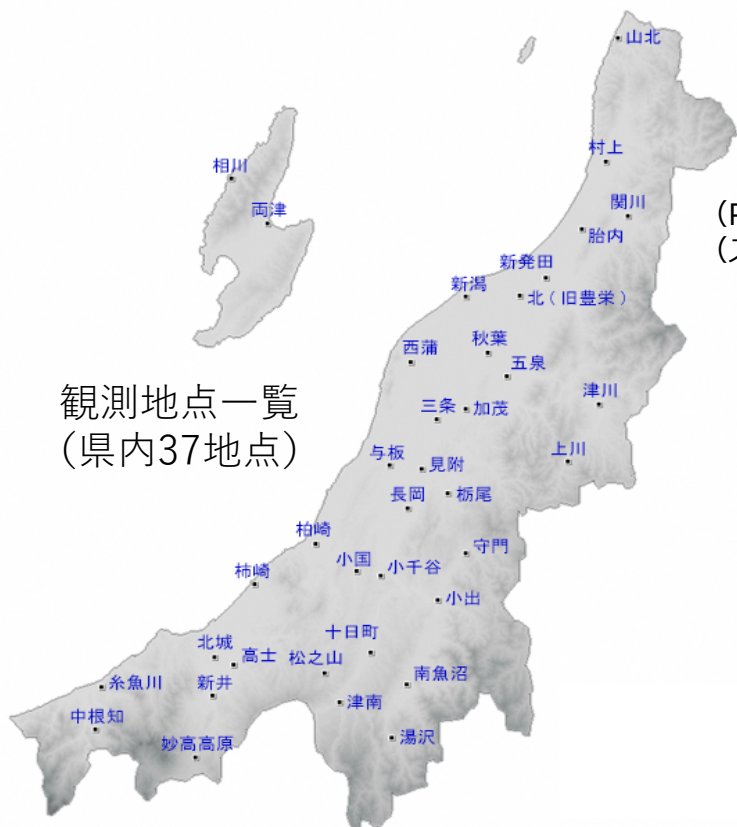 山北
相川
村上
両津
関川
(P
胎内
(ス
新発田
新潟
北(旧豊栄)
秋葉
西蒲
五泉
観測地点一覧
津川
三条
加茂
(県内37地点)
与板
見附
上川
長岡
栃尾
柏崎
守門
小国
小千谷
柿崎
小出
十日町
北城
高士
松之山
南魚沼
糸魚川
新井
津南
中根知
湯沢
妙高高原